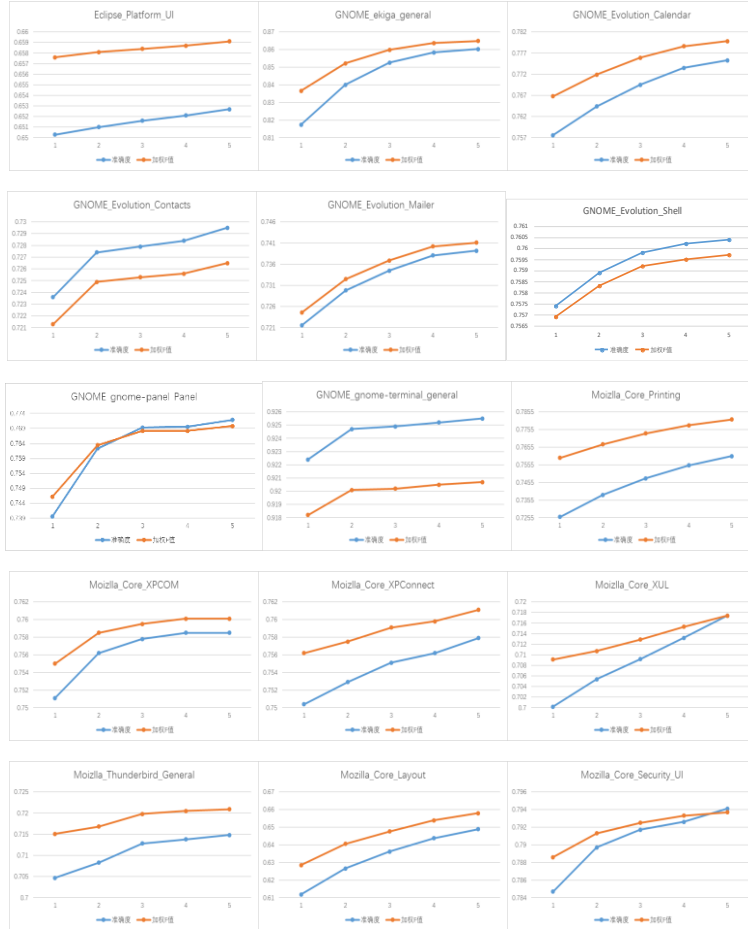 Eclipse_Platform_UI
0.66
0.659
0.658
0.657
0.656
0.655
0.654
0.653
0.652
0.651
0.65
1 2 3 4 5
准确度 加权F值
GNOME_ekiga_general
0.87
0.86
0.85
0.84
0.83
0.82
0.81
1 2 3 4 5
准确度 加权F值
GNOME_Evolution_Calendar
0.782
0.777
0.772
0.767
0.762
0.757
1 2 3 4 5
准确度 加权F值
GNOME_Evolution_Contacts
0.73
0.729
0.728
0.727
0.726
0.725
0.724
0.723
0.722
0.721
1 2 3 4 5
准确度 加权F值
GNOME_Evolution_Mailer
0.746
0.741
0.736
0.731
0.726
0.721
1 2 3 4 5
准确度 加权F值
GNOME_Evolution_Shell
0.761
0.7605
0.76
0.7595
0.759
0.7585
0.758
0.7575
0.757
0.7565
1 2 3 4 5
准确度 加权F值
GNOME gnome-panel Panel
0.774
0.769
0.764
0.759
0.754
0.749
0.744
0.739
1 2 3 4 5
准确度 加权F值
GNOME_gnome-terminal_general
0.926
0.925
0.924
0.923
0.922
0.921
0.92
0.919
0.918
1 2 3 4 5
准确度 加权F值
Moizlla_Core_Printing
0.7855
0.7755
0.7655
0.7555
0.7455
0.7355
0.7255
1 2 3 4 5
准确度 加权F值
Moizlla_Core_XPCOM
0.762
0.76
0.758
0.756
0.754
0.752
0.75
1 2 3 4 5
准确度 加权F值
Moizlla_Core_XPConnect
0.762
0.76
0.758
0.756
0.754
0.752
0.75
1 2 3 4 5
准确度 加权F值
Moizlla_Core_XUL
0.72
0.718
0.716
0.714
0.712
0.71
0.708
0.706
0.704
0.702
0.7
1 2 3 4 5
准确度 加权F值
Moizlla_Thunderbird_General
0.725
0.72
0.715
0.71
0.705
0.7
1 2 3 4 5
准确度 加权F值
Mozilla_Core_Layout
0.67
0.66
0.65
0.64
0.63
0.62
0.61
1 2 3 4 5
准确度 加权F值
Mozilla_Core_Security_UI
0.796
0.794
0.792
0.79
0.788
0.786
0.784
1 2 3 4 5
准确度 加权F值